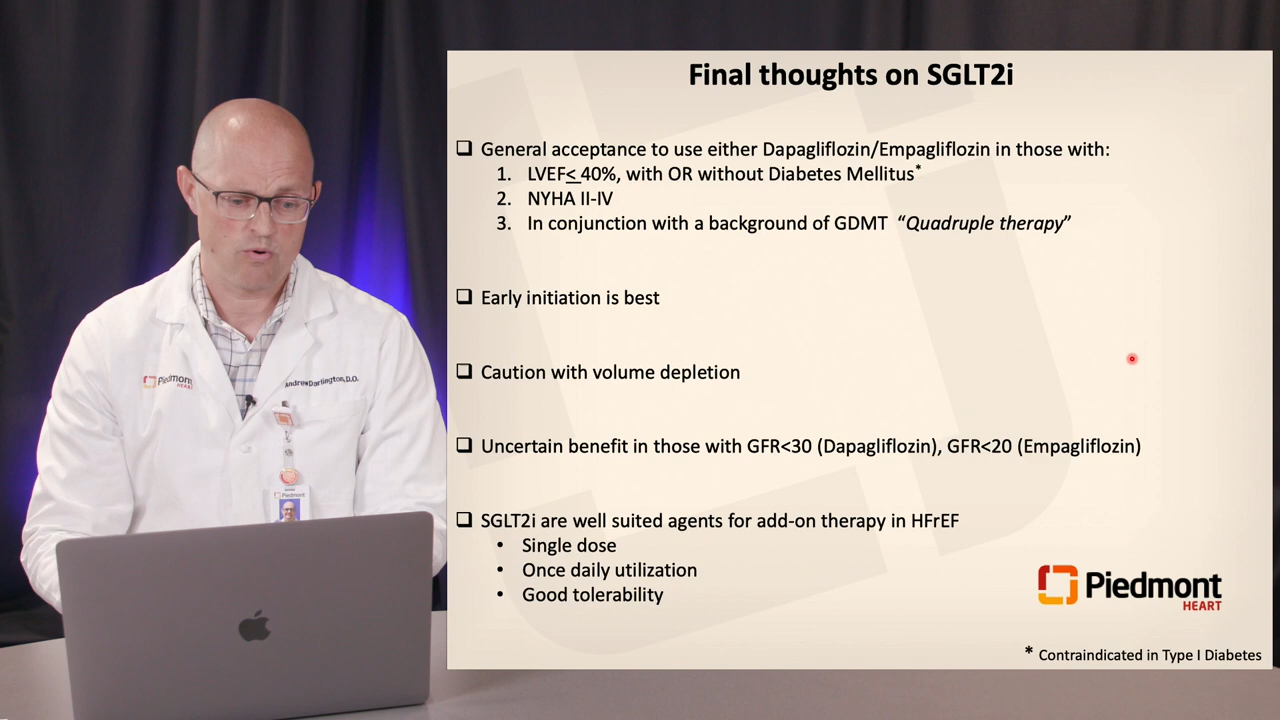 Final thoughts on SGLT2i
❑ General acceptance to use either Dapagliflozin/Empagliflozin in those with:
1. LVEF≤ 40%, with OR without Diabetes Mellitus*
2. NYHA II-IV
3. In conjunction with a background of GDMT “Quadruple therapy”
❑ Early initiation is best
❑ Caution with volume depletion
❑ Uncertain benefit in those with GFR<30 (Dapagliflozin), GFR<20 (Empagliflozin)
❑ SGLT2i are well suited agents for add-on therapy in HFrEF
• Single dose
• Once daily utilization
• Good tolerability
Piedmont
HEART
* Contraindicated in Type I Diabetes
Piedmont
HEART
Andrew Darlington, D.O.
Piedmont